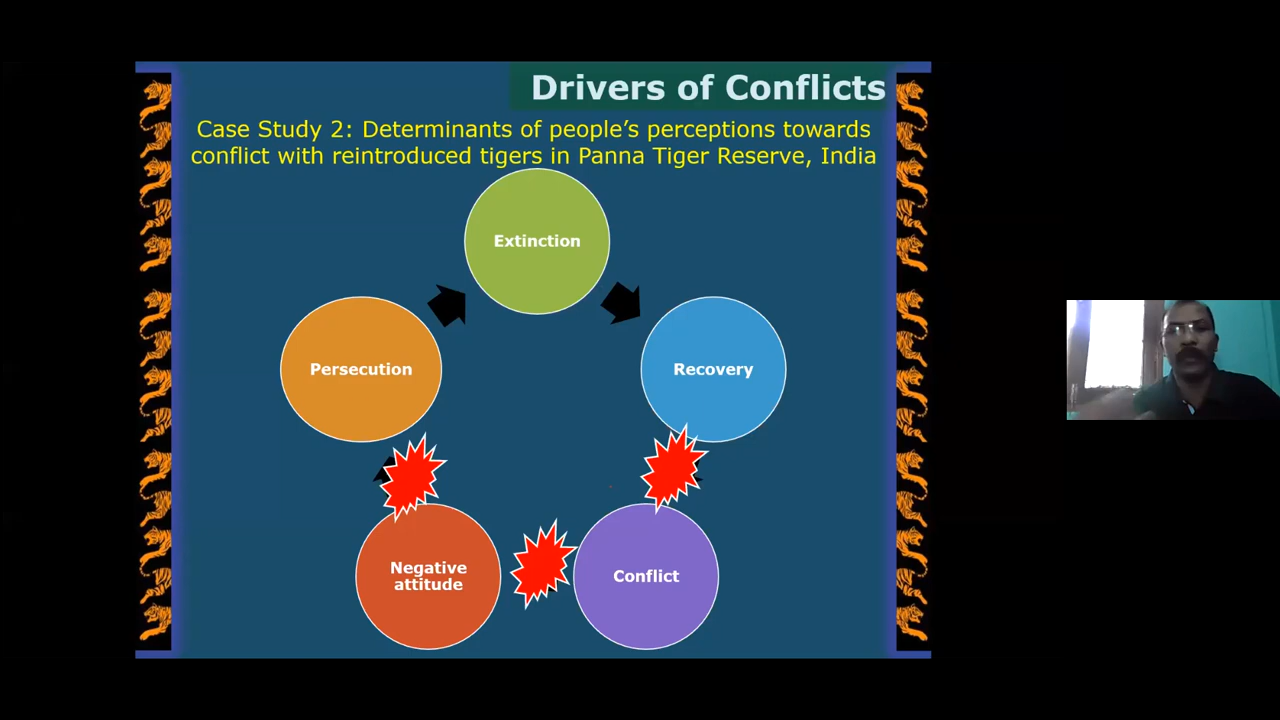 Drivers of Conflicts
Case Study 2: Determinants of people’s perceptions towards
conflict with reintroduced tigers in Panna Tiger Reserve, India
Extinction
Persecution
Recovery
Negative
attitude
Conflict